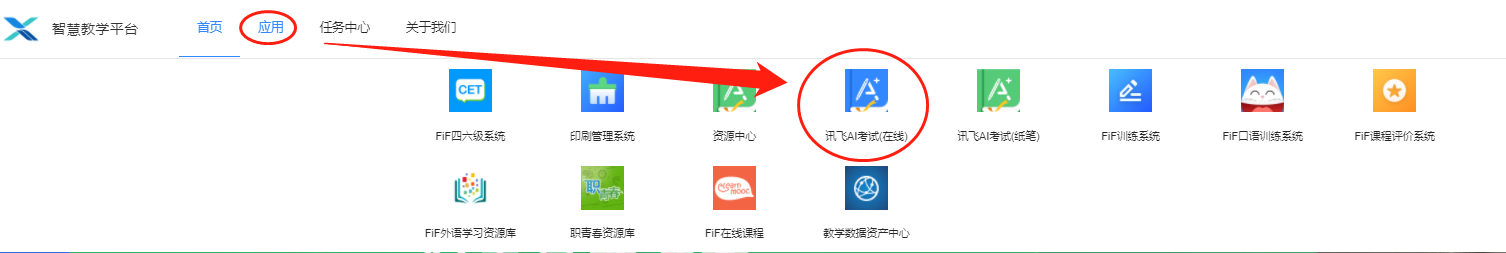 智慧教学平台 首页 应用 任务中心 关于我们
CET
FiF四六级系统 印刷管理系统 资源中心 讯飞AI考试(在线) 讯飞AI考试(纸笔) FiF训练系统 FiF口语训练系统 FiF课程评价系统
职青春 elearn mooc
FiF外语学习资源库 职青春资源库 FiF在线课程 教学数据资产中心